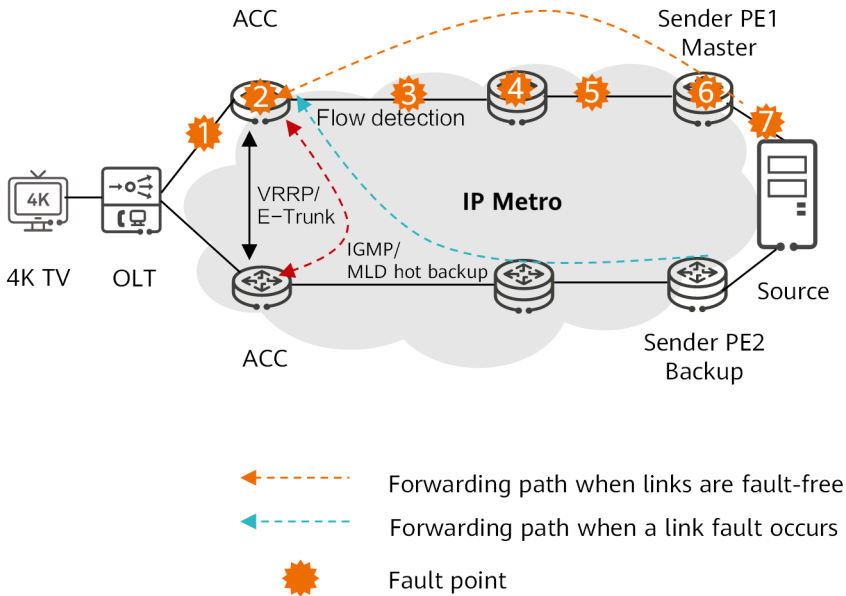 ACC
Sender PE1
Master
2
3
4
5
6
7
Flow detection
1
4K
VRRP/
E-Trunk
IP Metro
IGMP/
MLD hot backup
4K TV
OLT
Source
ACC
Sender PE2
Backup
Forwarding path when links are fault-free
Forwarding path when a link fault occurs
Fault point